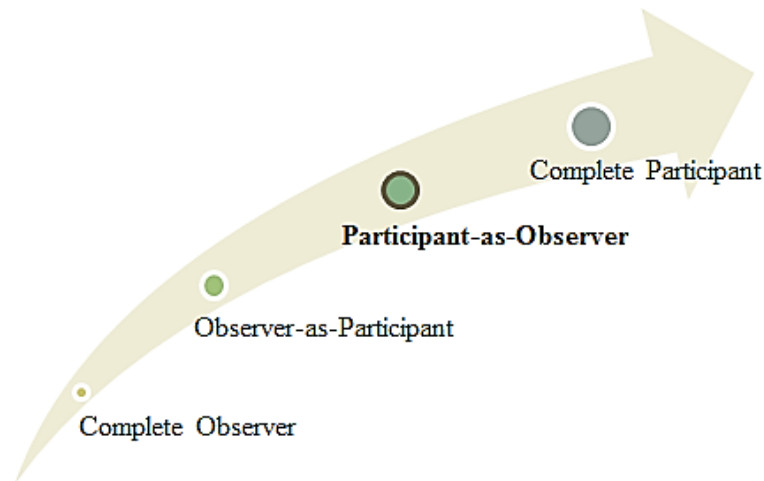 Complete Participant
Participant-as-Observer
Observer-as-Participant
Complete Observer